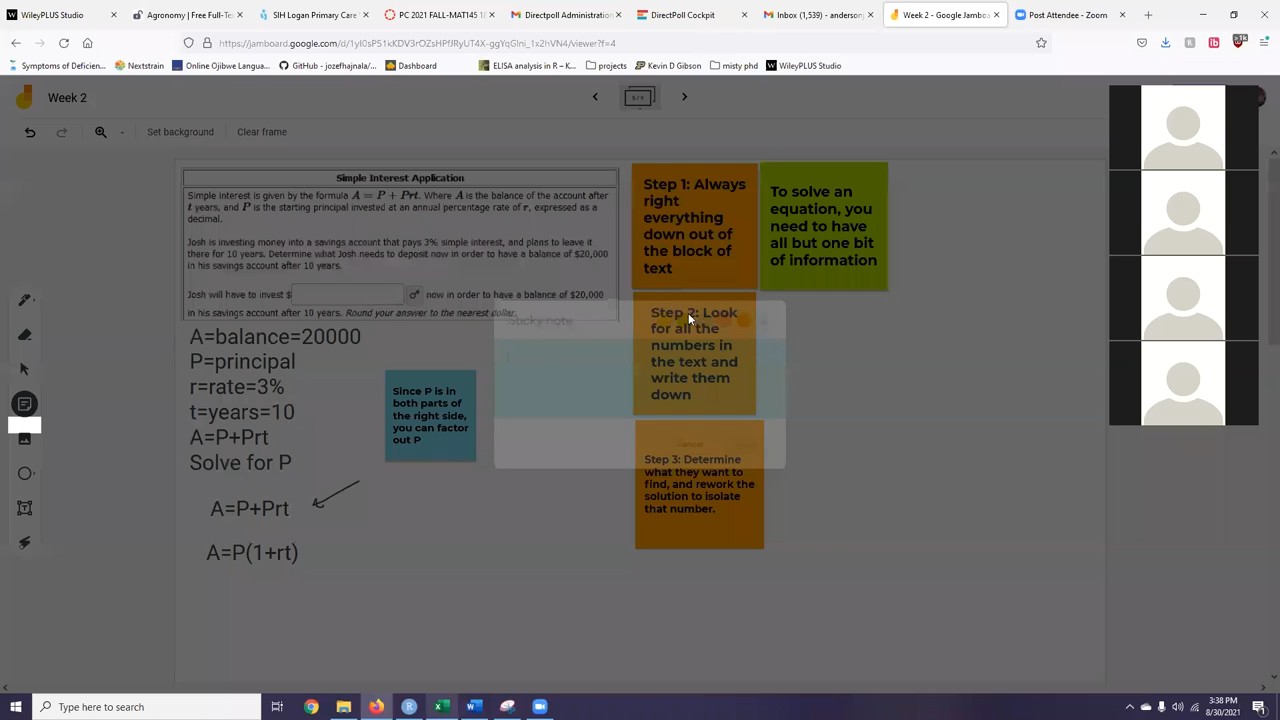 WileyPLUS Studio
Agronomy | Free Full-Te
SIH Logan Primary Care
PC 2021 FALL-MAT145 18
Directpoll Administration
DirectPoll Cockpit
Inbox (1,539) - anderson
Week 2 - Google Jamboa
Post Attendee - Zoom
Symptoms of Deficien...
Nextstrain
Online Ojibwe Langua...
GitHub - jozefhajnala/...
Dashboard
ELISA analysis in R – K...
projects
Kevin D Gibson
misty phd
WileyPLUS Studio
Week 2
Set background
Clear frame
Simple Interest Application
Simple interest is given by the formula A = P + Prt. Where A is the balance of the account after
t years, and P is the starting principal invested at an annual percentage rate of r, expressed as a
decimal.
Josh is investing money into a savings account that pays 3% simple interest, and plans to leave it
there for 10 years. Determine what Josh needs to deposit now in order to have a balance of $20,000
in his savings account after 10 years.
Josh will have to invest $
now in order to have a balance of $20,000
in his savings account after 10 years. Round your answer to the nearest dollar.
A=balance=20000
P=principal
r=rate=3%
t=years=10
A=P+Prt
Solve for P
A=P+Prt
A=P(1+rt)
Since P is in
both parts of
the right side,
you can factor
out P
Step 1: Always
right
everything
down out of
the block of
text
To solve an
equation, you
need to have
all but one bit
of information
Sticky note
Step 2: Look
for all the
numbers in
the text and
write them
down
Cancel
Step 3: Determine
what they want to
find, and rework the
solution to isolate
that number.
Type here to search
3:38 PM
8/30/2021